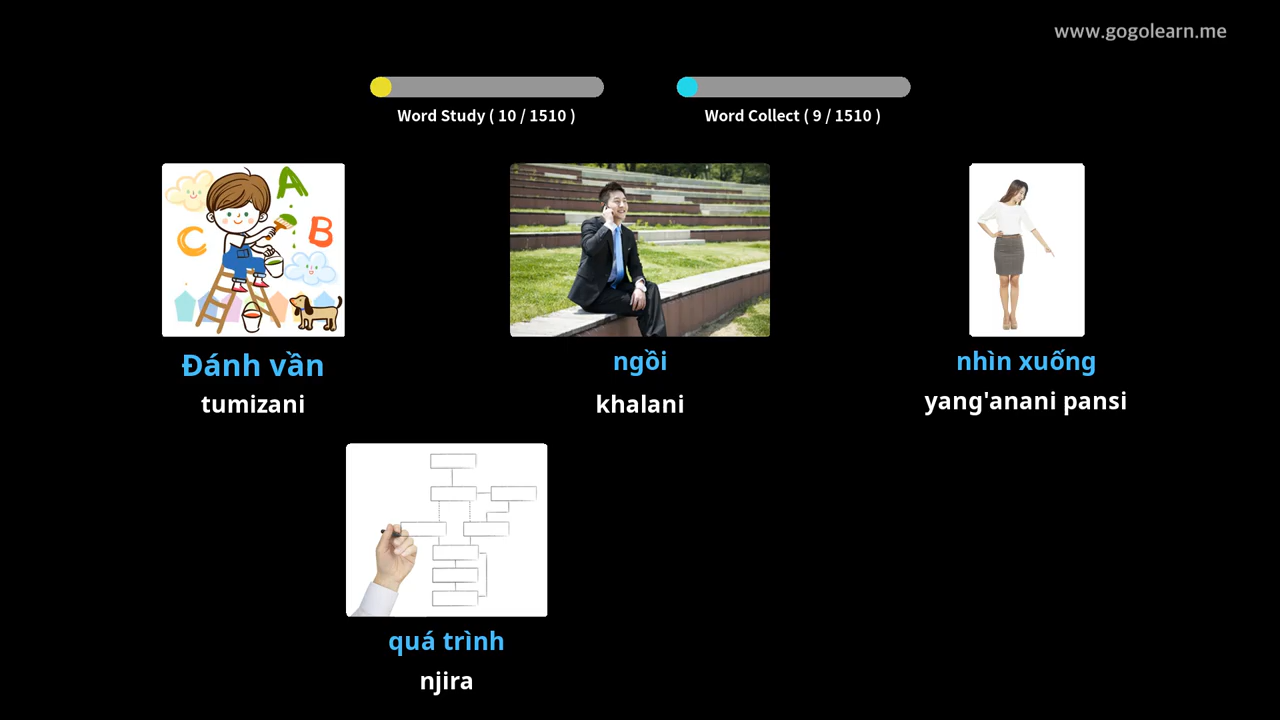 www.gogolearn.me
Word Study ( 10 / 1510 )
Word Collect ( 9 / 1510 )
A
B
C
Đánh vần
tumizani
ngồi
khalani
nhìn xuống
yang'anani pansi
quá trình
njira